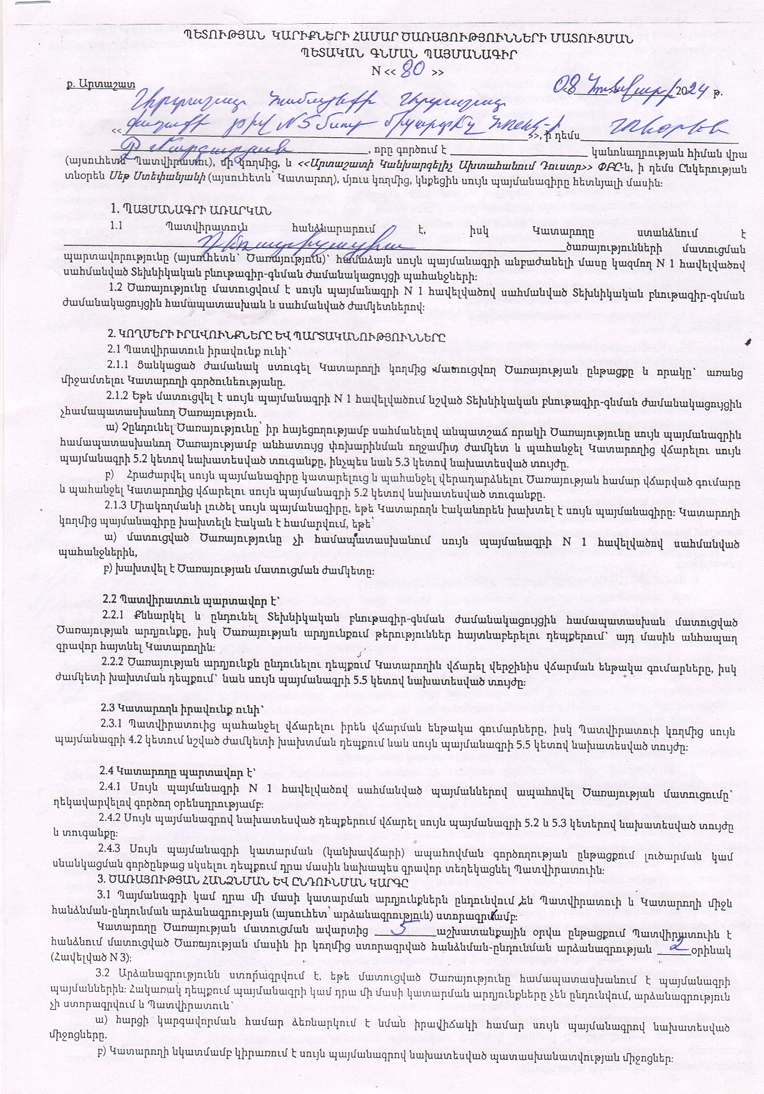 ՊԵՏՈՒԹՅԱՆ ԿԱՐԻՔՆԵՐԻ ՀԱՄԱՐ ԾԱՌԱՅՈՒԹՅՈՒՆՆԵՐԻ ՄԱՏՈՒՑՄԱՆ
ՊԵՏԱԿԱՆ ԳՆՄԱՆ ՊԱՅՄԱՆԱԳԻՐ
N << 80 >>
ք. Արտաշատ 08 հունվարի 2024 թ.
համայնքի
<< թիվ N5 մսուր >>, ի դեմս
, որը գործում է կանոնադրության հիման վրա
(այսուհետև՝ Պատվիրատու), մի կողմից, և <<Արտաշատի Կանխարգելիչ Ախտահանում Դուստր>> ՓԲԸ-ն, ի դեմս Ընկերության
տնօրեն Սեթ Ստեփանյանի (այսուհետև՝ Կատարող), մյուս կողմից, կնքեցին սույն պայմանագիրը հետևյալի մասին:
1. ՊԱՅՄԱՆԱԳՐԻ ԱՌԱՐԿԱՆ
1.1 Պատվիրատուն հանձնարարում է, իսկ Կատարողը ստանձնում է
Դեռատիզացիա ծառայությունների մատուցման
պարտավորությունը (այսուհետև՝ Ծառայություն)՝ համաձայն սույն պայմանագրի անբաժանելի մասը կազմող N 1 հավելվածով
սահմանված Տեխնիկական բնութագիր-գնման ժամանակացույցի պահանջների:
1.2 Ծառայությունը մատուցվում է սույն պայմանագրի N 1 հավելվածով սահմանված Տեխնիկական բնութագիր-գնման
ժամանակացույցին համապատասխան և սահմանված ժամկետներով:
2. ԿՈՂՄԵՐԻ ԻՐԱՎՈՒՆՔՆԵՐԸ ԵՎ ՊԱՐՏԱԿԱՆՈՒԹՅՈՒՆՆԵՐԸ
2.1 Պատվիրատուն իրավունք ունի՝
2.1.1 Ցանկացած ժամանակ ստուգել Կատարողի կողմից մատուցվող Ծառայության ընթացքը և որակը՝ առանց
միջամտելու Կատարողի գործունեությանը.
2.1.2 Եթե մատուցվել է սույն պայմանագրի N 1 հավելվածում նշված Տեխնիկական բնութագիր-գնման ժամանակացույցին
չհամապատասխանող Ծառայություն.
ա) Չընդունել Ծառայությունը՝ իր հայեցողությամբ սահմանելով անպատշաճ որակի Ծառայությունը սույն պայմանագրին
համապատասխանող Ծառայությամբ անհատույց փոխարինման ողջամիտ ժամկետ և պահանջել Կատարողից վճարելու սույն
պայմանագրի 5.2 կետով նախատեսված տուգանքը, ինչպես նաև 5.3 կետով նախատեսված տույժը.
բ) Հրաժարվել սույն պայմանագիրը կատարելուց և պահանջել վերադարձնելու Ծառայության համար վճարված գումարը
և պահանջել Կատարողից վճարելու սույն պայմանագրի 5.2 կետով նախատեսված տուգանքը.
2.1.3 Միակողմանի լուծել սույն պայմանագիրը, եթե Կատարողն էականորեն խախտել է սույն պայմանագիրը: Կատարողի
կողմից պայմանագիրը խախտելն էական է համարվում, եթե՝
ա) մատուցված Ծառայությունը չի համապատասխանում սույն պայմանագրի N 1 հավելվածով սահմանված
պահանջներին,
բ) խախտվել է Ծառայության մատուցման ժամկետը:
2.2 Պատվիրատուն պարտավոր է՝
2.2.1 Քննարկել և ընդունել Տեխնիկական բնութագիր-գնման ժամանակացույցին համապատասխան մատուցված
Ծառայության արդյունքը, իսկ Ծառայության արդյունքում թերություններ հայտնաբերելու դեպքերում՝ այդ մասին անհապաղ
գրավոր հայտնել Կատարողին:
2.2.2 Ծառայության արդյունքն ընդունելու դեպքում Կատարողին վճարել վերջինիս վճարման ենթակա գումարները, իսկ
ժամկետի խախտման դեպքում՝ նաև սույն պայմանագրի 5.5 կետով նախատեսված տույժը:
2.3 Կատարողն իրավունք ունի՝
2.3.1 Պատվիրատուից պահանջել վճարելու իրեն վճարման ենթակա գումարները, իսկ Պատվիրատուի կողմից սույն
պայմանագրի 4.2 կետում նշված ժամկետի խախտման դեպքում նաև սույն պայմանագրի 5.5 կետով նախատեսված տույժը:
2.4 Կատարողը պարտավոր է՝
2.4.1 Սույն պայմանագրի N 1 հավելվածով սահմանված պայմաններով ապահովել Ծառայության մատուցումը՝
ղեկավարվելով գործող օրենսդրությամբ:
2.4.2 Սույն պայմանագրով նախատեսված դեպքերում վճարել սույն պայմանագրի 5.2 և 5.3 կետերով նախատեսված տույժը
և տուգանքը:
2.4.3 Սույն պայմանագրի կատարման (կանխավճարի) ապահովման գործողության ընթացքում լուծարման կամ
սնանկացման գործընթաց սկսելու դեպքում դրա մասին նախապես գրավոր տեղեկացնել Պատվիրատուին:
3. ԾԱՌԱՅՈՒԹՅԱՆ ՀԱՆՁՆՄԱՆ ԵՎ ԸՆԴՈՒՆՄԱՆ ԿԱՐԳԸ
3.1 Պայմանագրի կամ դրա մի մասի կատարման արդյունքներն ընդունվում են Պատվիրատուի և Կատարողի միջև
հանձնման-ընդունման արձանագրության (այսուհետ՝ արձանագրություն) ստորագրմամբ:
Կատարողը Ծառայության մատուցման ավարտից 5 աշխատանքային օրվա ընթացքում Պատվիրատուին է
հանձնում մատուցված Ծառայության մասին իր կողմից ստորագրված հանձնման-ընդունման արձանագրության 2 օրինակ
(Հավելված N 3):
3.2 Արձանագրությունն ստորագրվում է, եթե մատուցված Ծառայությունը համապատասխանում է պայմանագրի
պայմաններին: Հակառակ դեպքում պայմանագրի կամ դրա մի մասի կատարման արդյունքները չեն ընդունվում, արձանագրություն
չի ստորագրվում և Պատվիրատուն՝
ա) հարցի կարգավորման համար ձեռնարկում է նման իրավիճակի համար սույն պայմանագրով նախատեսված
միջոցները.
բ) Կատարողի նկատմամբ կիրառում է սույն պայմանագրով նախատեսված պատասխանատվության միջոցներ: